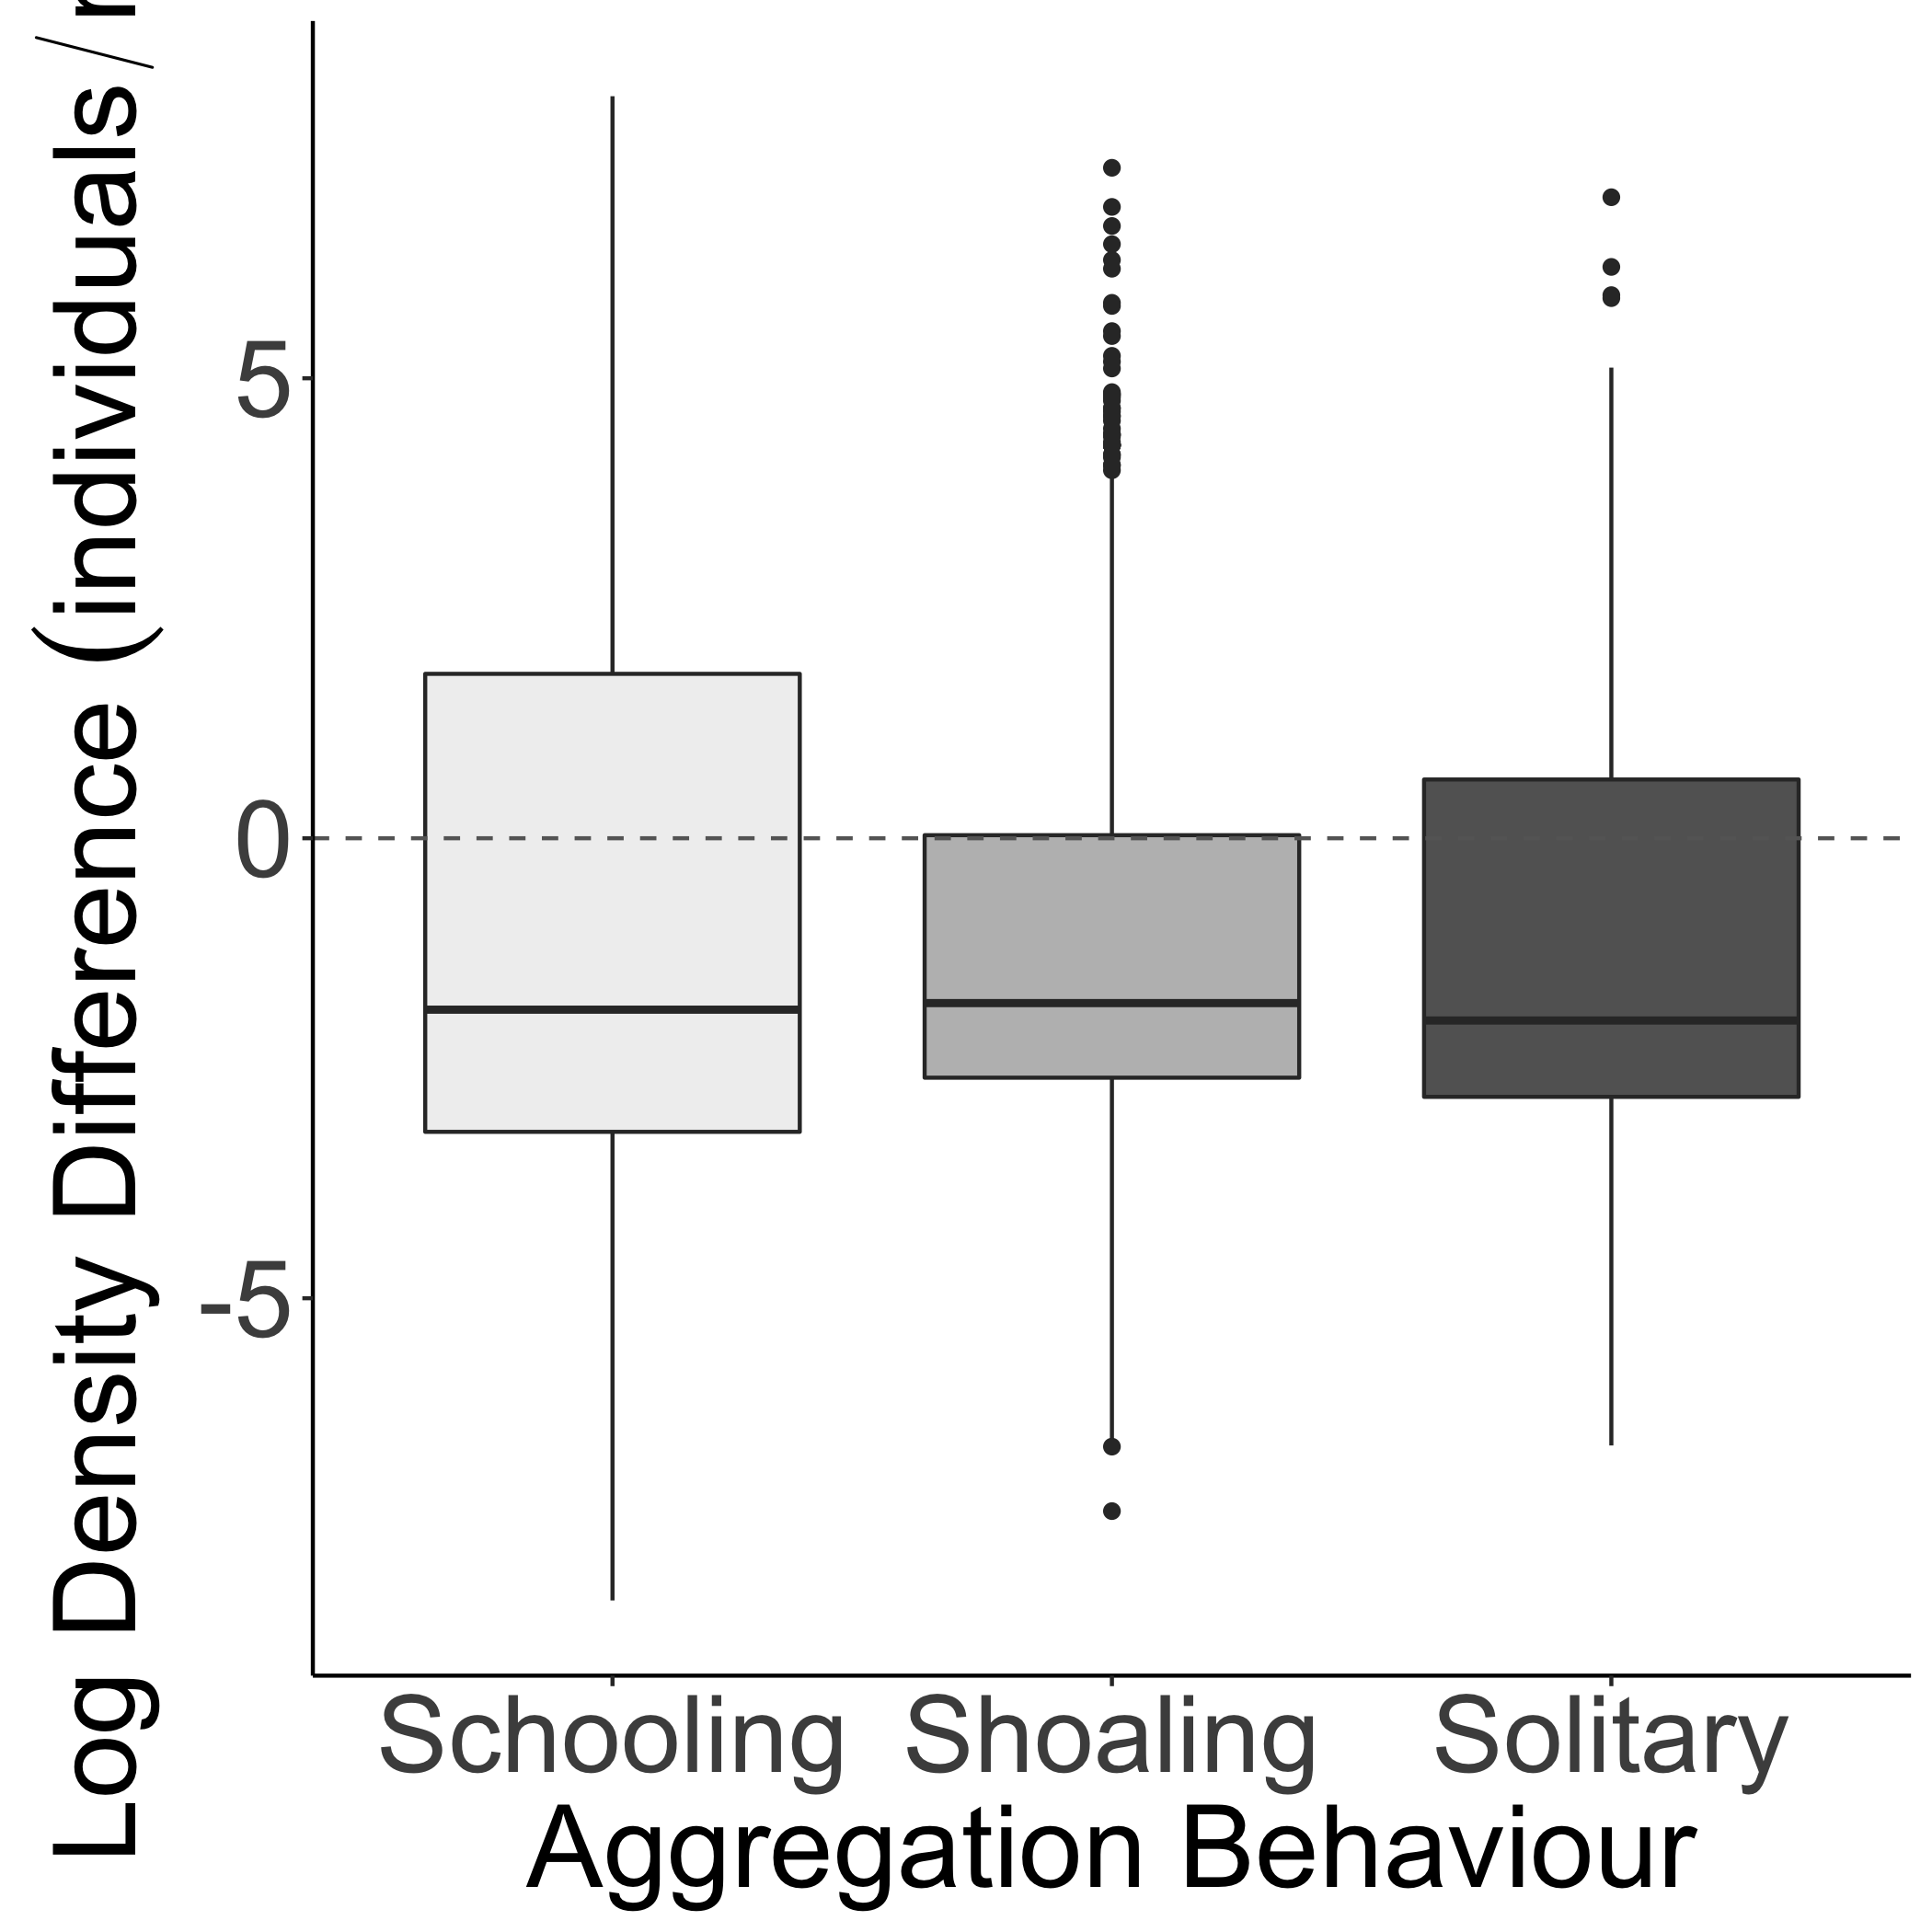 Log Density Difference (individuals/
5
0
-5
Schooling Shoaling Solitary
Aggregation Behaviour